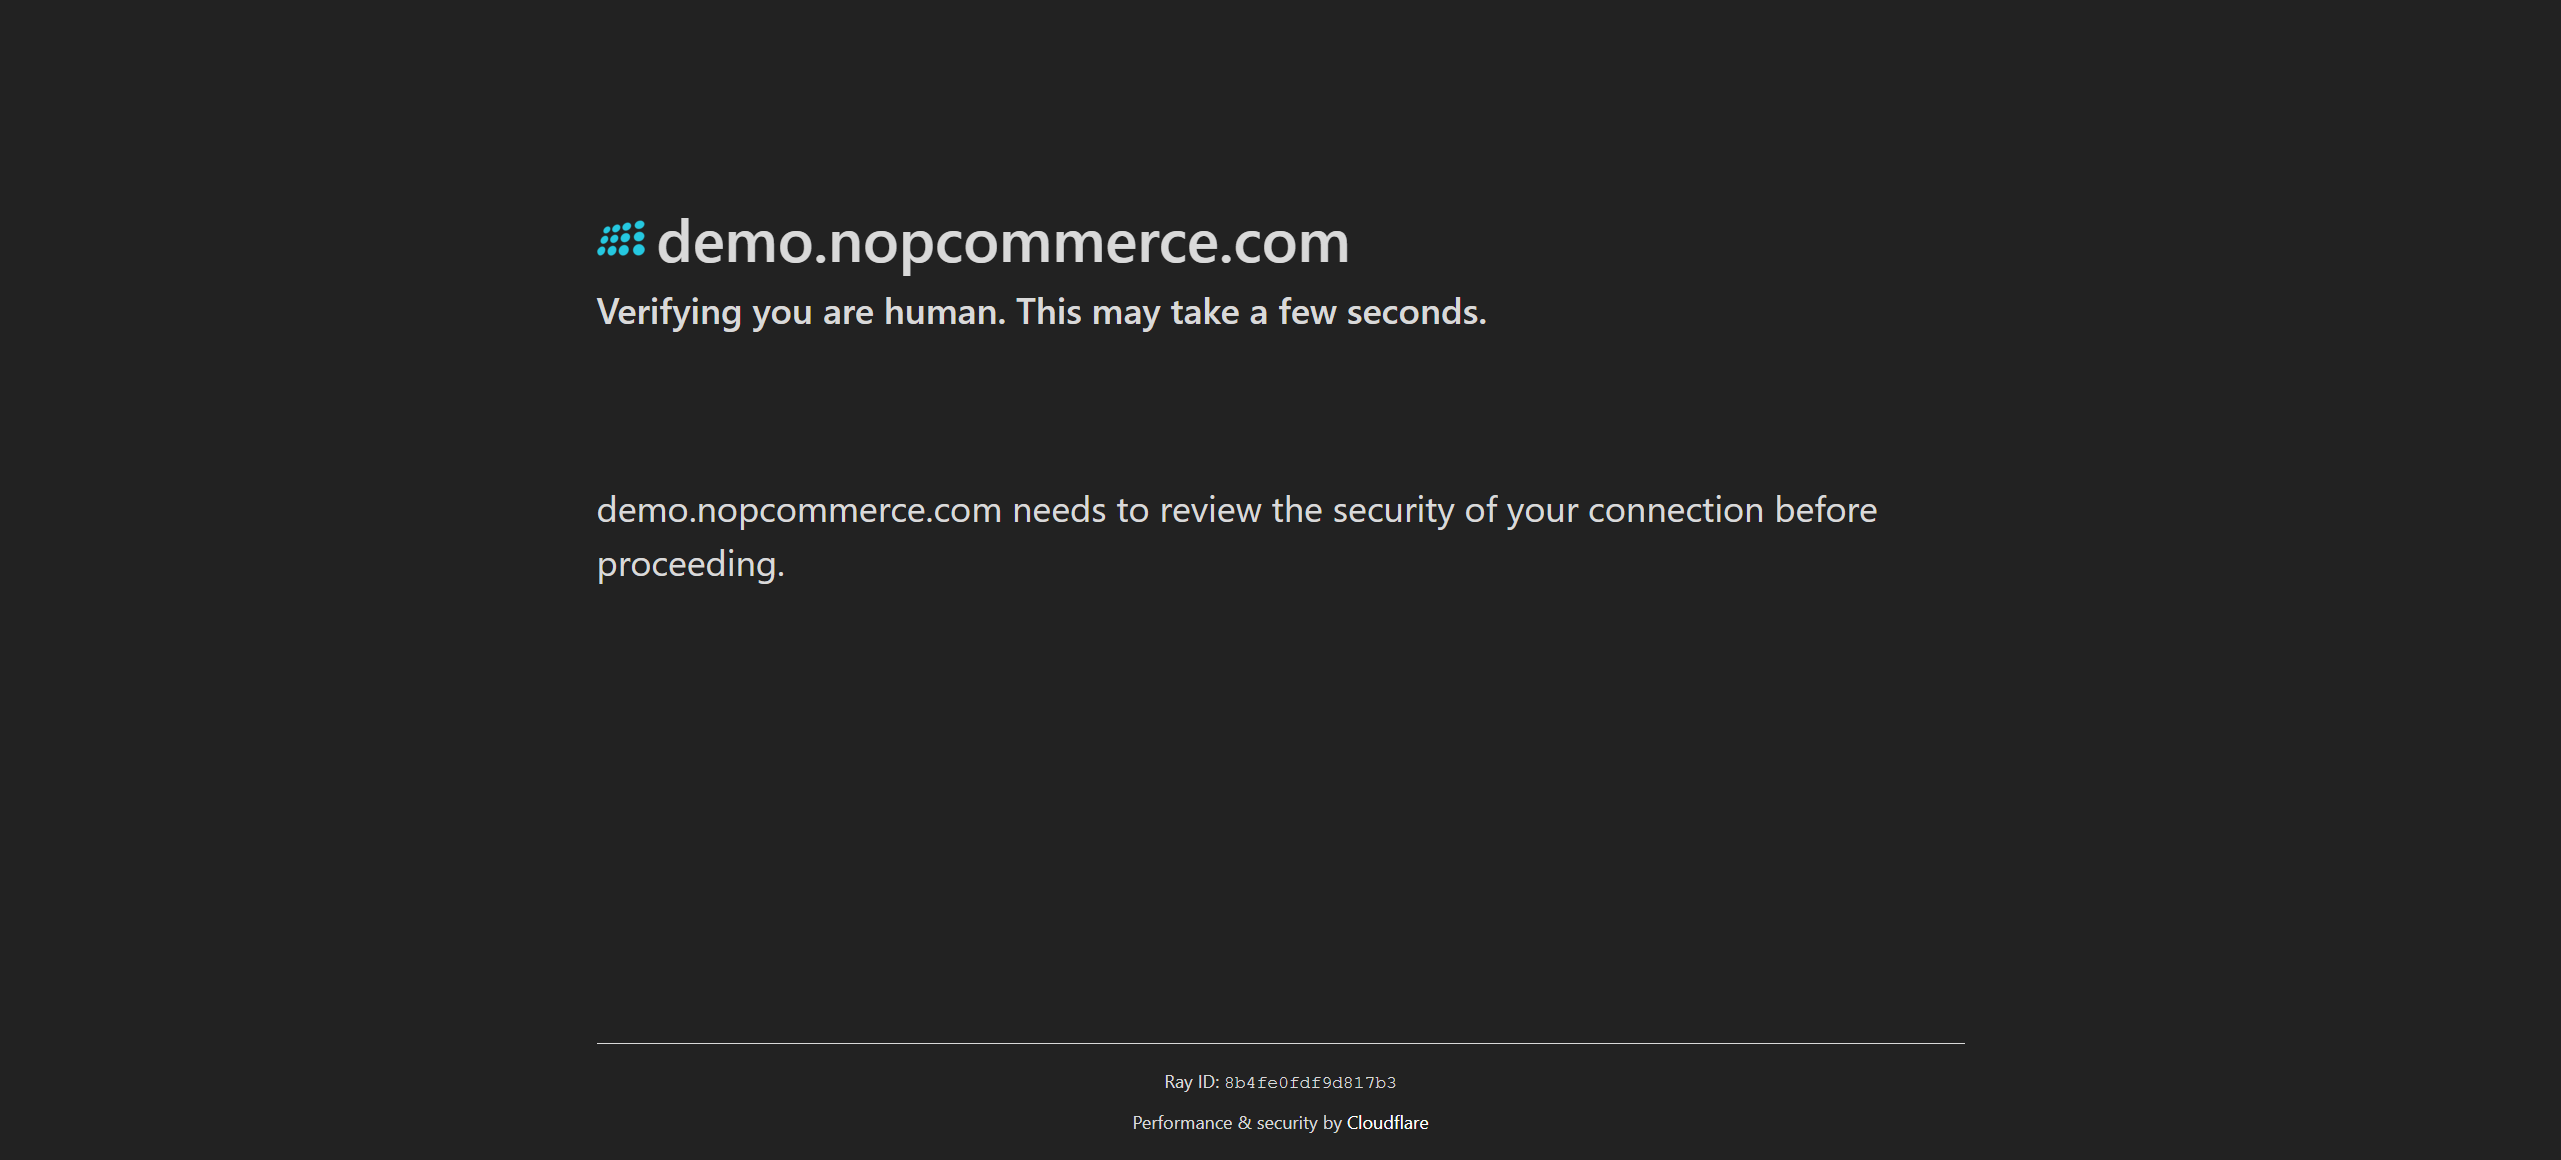 demo.nopcommerce.com
Verifying you are human. This may take a few seconds.
demo.nopcommerce.com needs to review the security of your connection before
proceeding.
Ray ID: 8b4fe0fdf9d817b3
Performance & security by Cloudflare